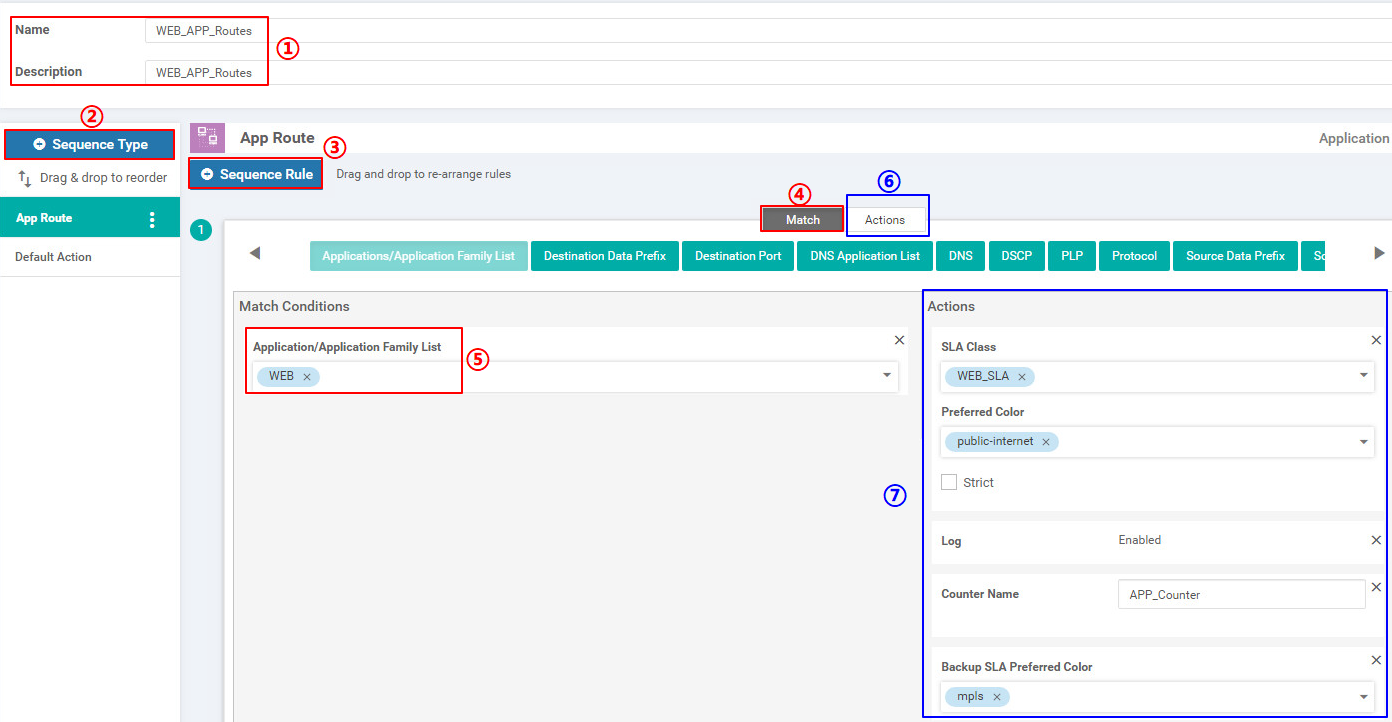 Name
WEB_APP_Routes
①
Description
WEB_APP_Routes
②
Sequence Type
Drag & drop to reorder
App Route
Default Action
App Route
Application
③
Sequence Rule
Drag and drop to re-arrange rules
④
⑥
1
Match
Actions
Applications/Application Family List
Destination Data Prefix
Destination Port
DNS Application List
DNS
DSCP
PLP
Protocol
Source Data Prefix
Match Conditions
Application/Application Family List
WEB
⑤
Actions
SLA Class
WEB_SLA
Preferred Color
public-internet
Strict
⑦
Log
Enabled
Counter Name
APP_Counter
Backup SLA Preferred Color
mpls